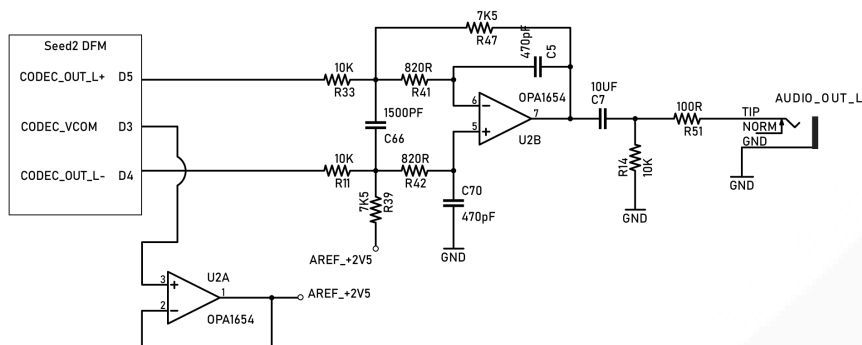 7K5
R47
Seed2 DFM
470pF
C5
CODEC_OUT_L+ D5
10K
R33
820R
R41
10UF
C7
AUDIO_OUT_L
6
OPA1654
7
U2B
5
1500PF
C66
100R
R51
TIP
NORM
GND
CODEC_VCOM D3
10K
R11
820R
R42
CODEC_OUT_L- D4
R14
10K
C70
470pF
7K5
R39
GND
GND
GND
AREF_+2V5
U2A
3
2
1
AREF_+2V5
OPA1654